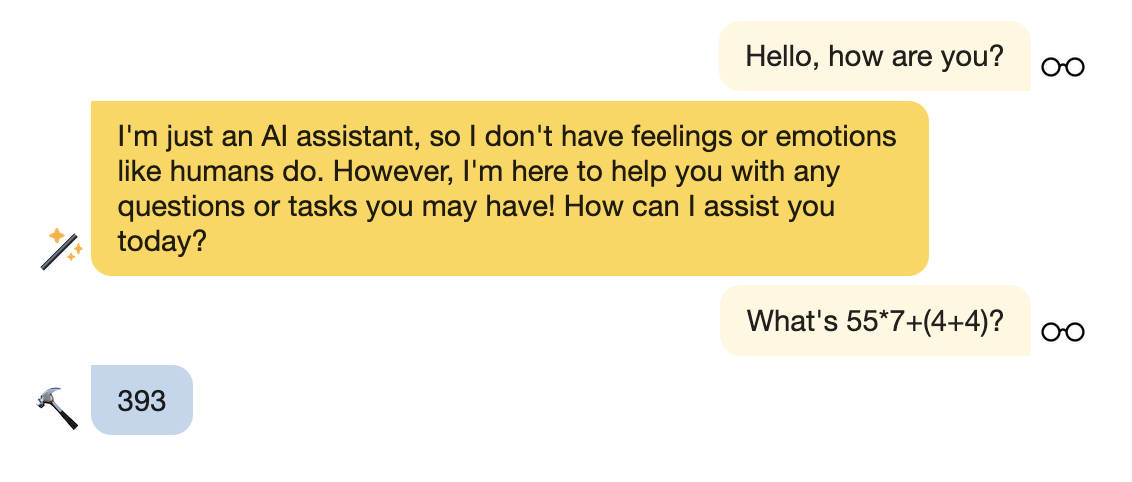 Hello, how are you?
I'm just an AI assistant, so I don't have feelings or emotions
like humans do. However, I'm here to help you with any
questions or tasks you may have! How can I assist you
today?
What's 55*7+(4+4)?
393